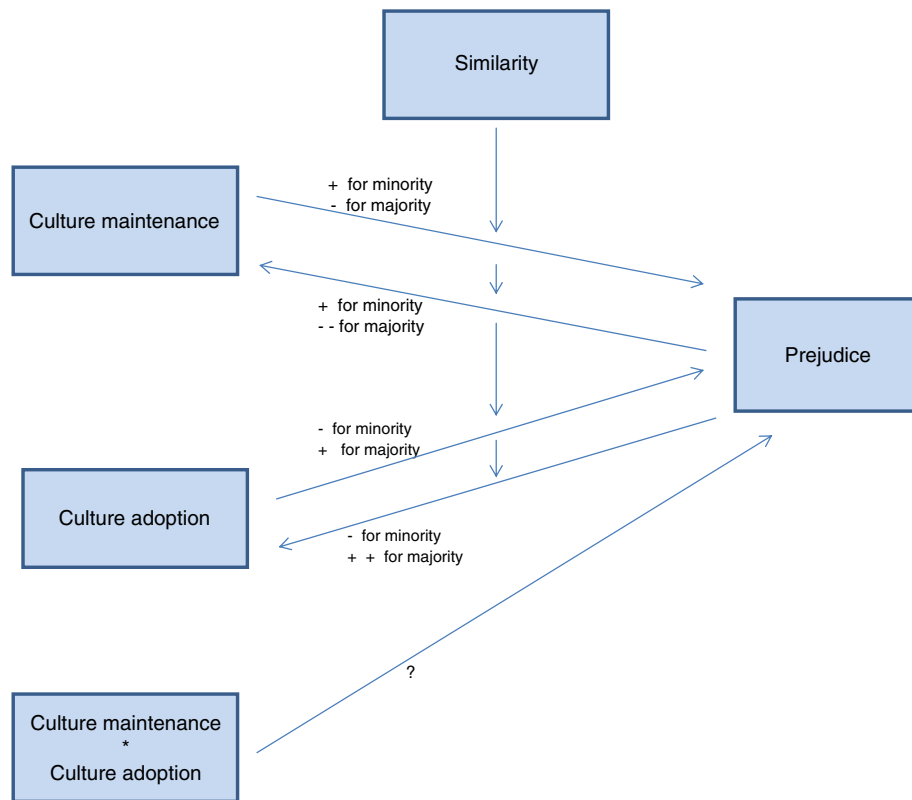 Similarity
Culture maintenance
+ for minority
- for majority
+ for minority
- - for majority
Prejudice
- for minority
+ for majority
Culture adoption
- for minority
+ + for majority
?
Culture maintenance
*
Culture adoption